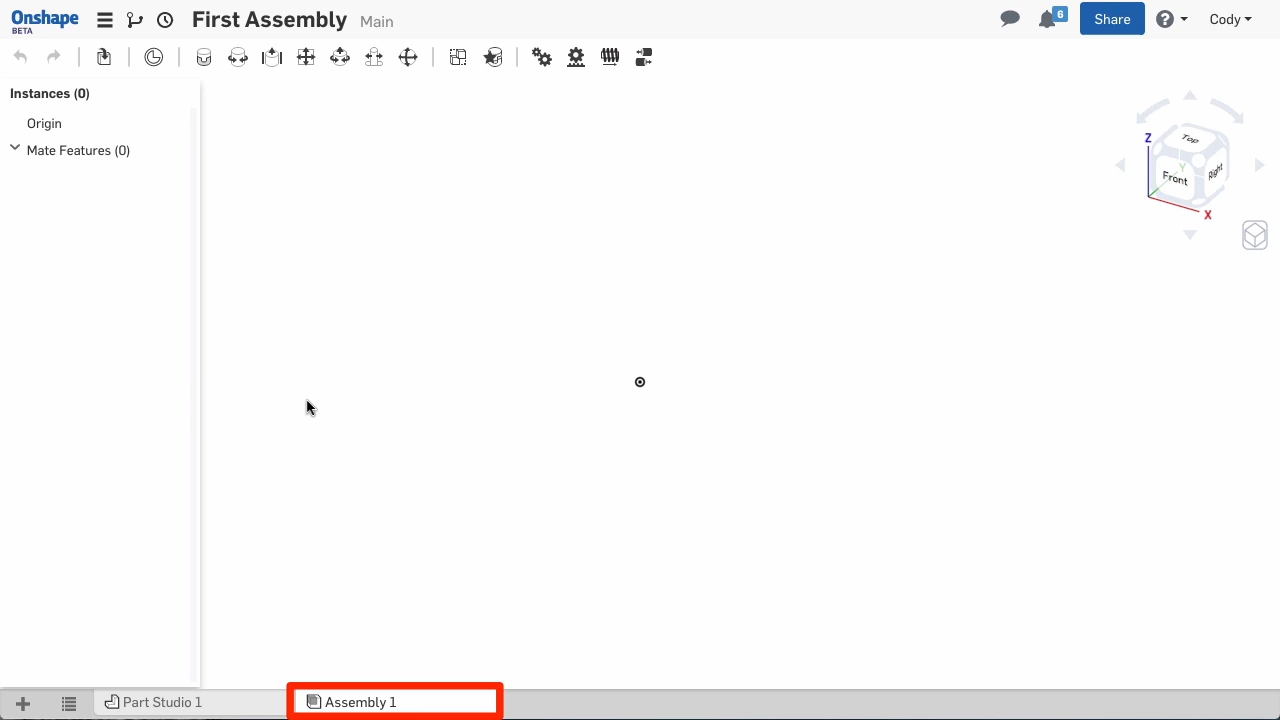 Onshape
BETA
First Assembly Main
6
Share
Cody
Instances (0)
Origin
Mate Features (0)
Z
Top
Y
Front
Right
X
Part Studio 1
Assembly 1